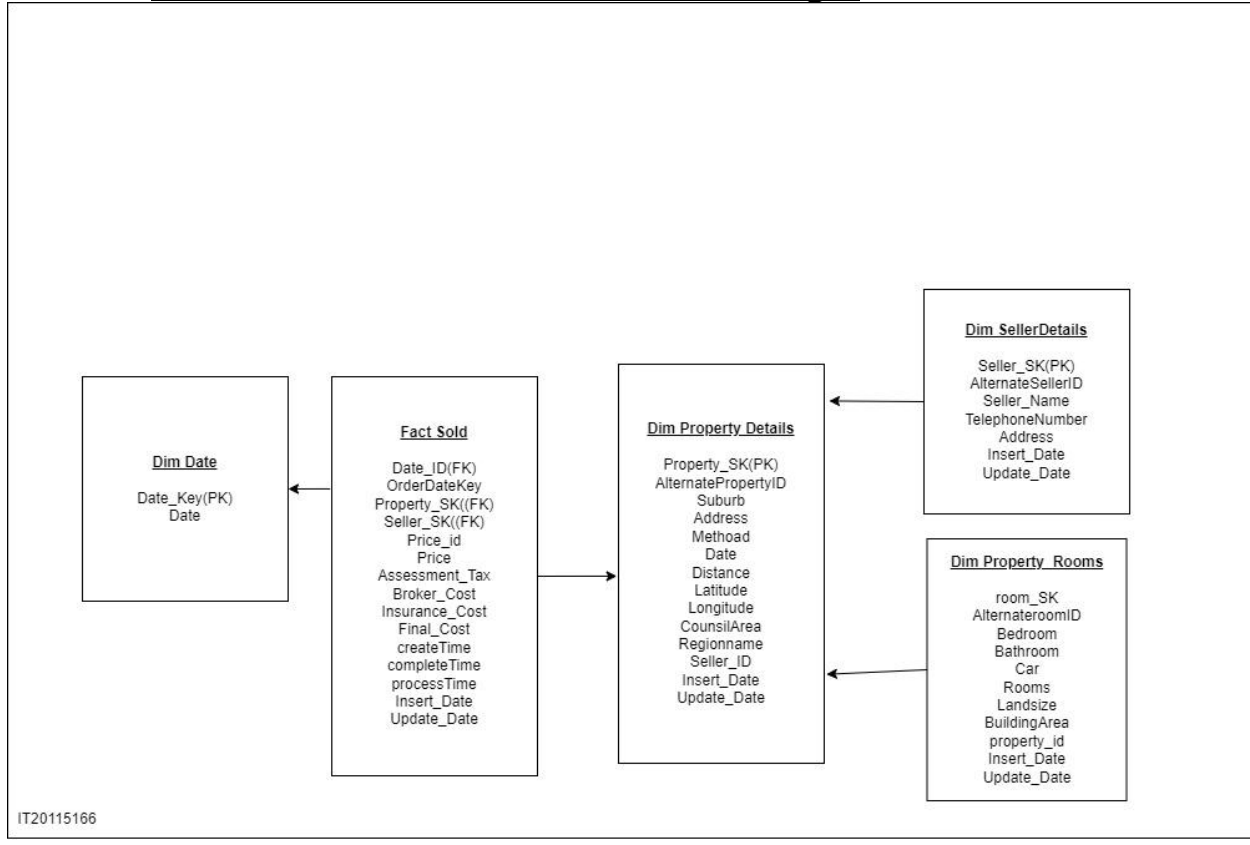 Dim Date
Date_Key(PK)
Date
Fact Sold
Date_ID(FK)
OrderDateKey
Property_SK((FK)
Seller_SK((FK)
Price_id
Price
Assessment_Tax
Broker_Cost
Insurance_Cost
Final_Cost
createTime
completeTime
processTime
Insert_Date
Update_Date
Dim Property Details
Property_SK(PK)
AlternatePropertyID
Suburb
Address
Methoad
Date
Distance
Latitude
Longitude
CounsilArea
Regionname
Seller_ID
Insert_Date
Update_Date
Dim SellerDetails
Seller_SK(PK)
AlternateSellerID
Seller_Name
TelephoneNumber
Address
Insert_Date
Update_Date
Dim Property_Rooms
room_SK
AlternateroomID
Bedroom
Bathroom
Car
Rooms
Landsize
BuildingArea
property_id
Insert_Date
Update_Date
IT20115166